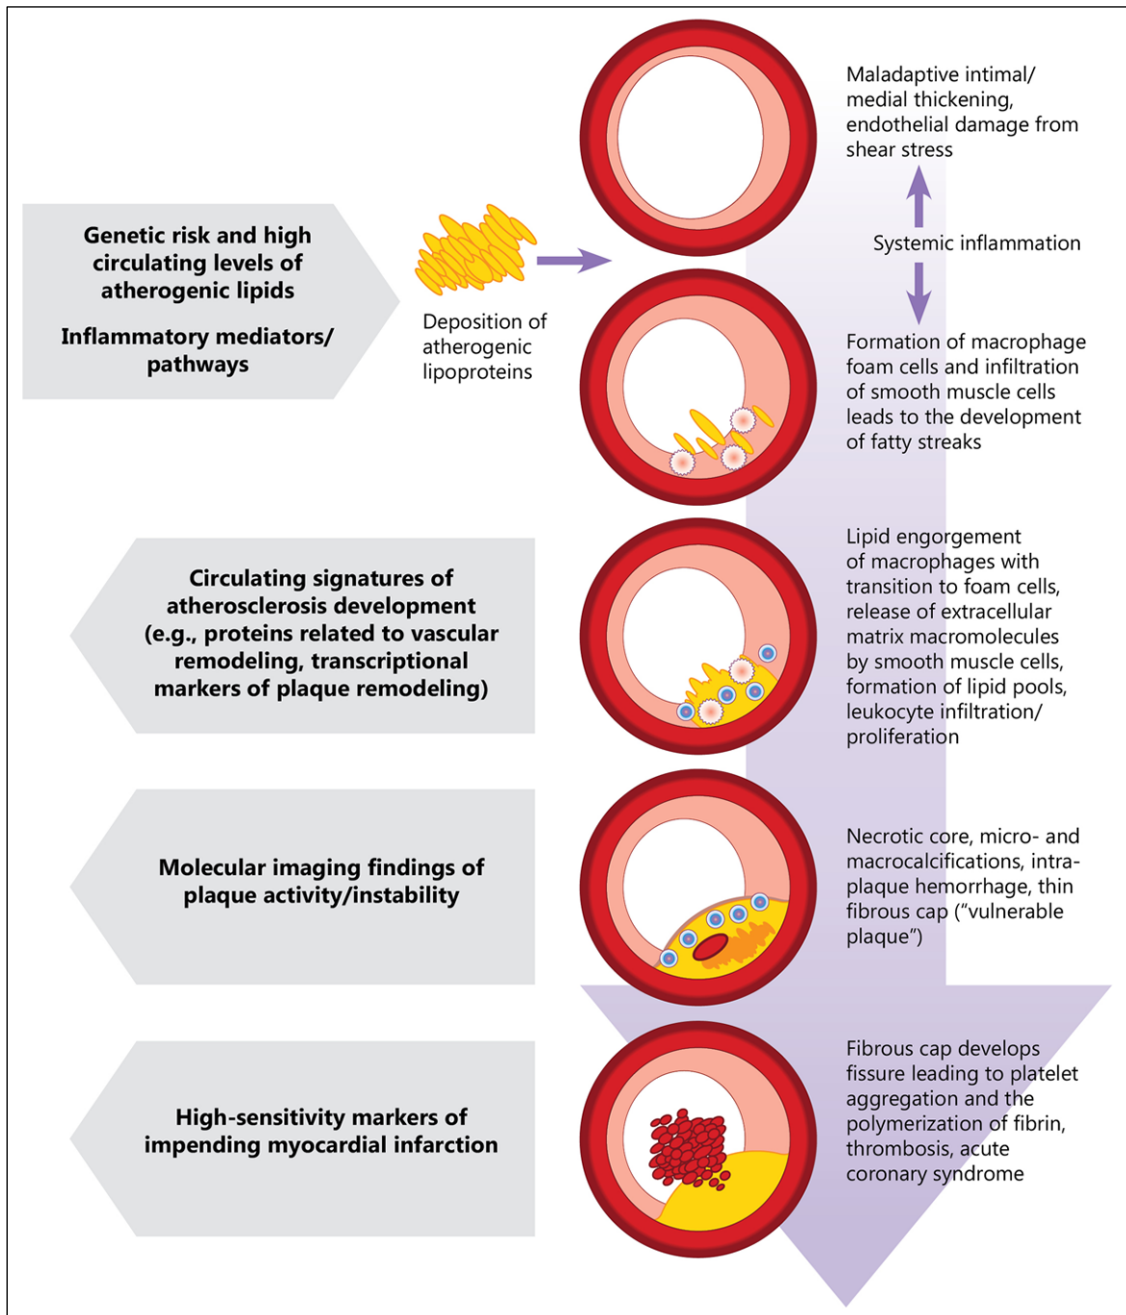 Maladaptive intimal/
medial thickening,
endothelial damage from
shear stress
Genetic risk and high
circulating levels of
atherogenic lipids
Inflammatory mediators/
pathways
Deposition of
atherogenic
lipoproteins
Systemic inflammation
Formation of macrophage
foam cells and infiltration
of smooth muscle cells
leads to the development
of fatty streaks
Circulating signatures of
atherosclerosis development
(e.g., proteins related to vascular
remodeling, transcriptional
markers of plaque remodeling)
Lipid engorgement
of macrophages with
transition to foam cells,
release of extracellular
matrix macromolecules
by smooth muscle cells,
formation of lipid pools,
leukocyte infiltration/
proliferation
Molecular imaging findings of
plaque activity/instability
Necrotic core, micro- and
macrocalcifications, intra-
plaque hemorrhage, thin
fibrous cap (“vulnerable
plaque”)
High-sensitivity markers of
impending myocardial infarction
Fibrous cap develops
fissure leading to platelet
aggregation and the
polymerization of fibrin,
thrombosis, acute
coronary syndrome